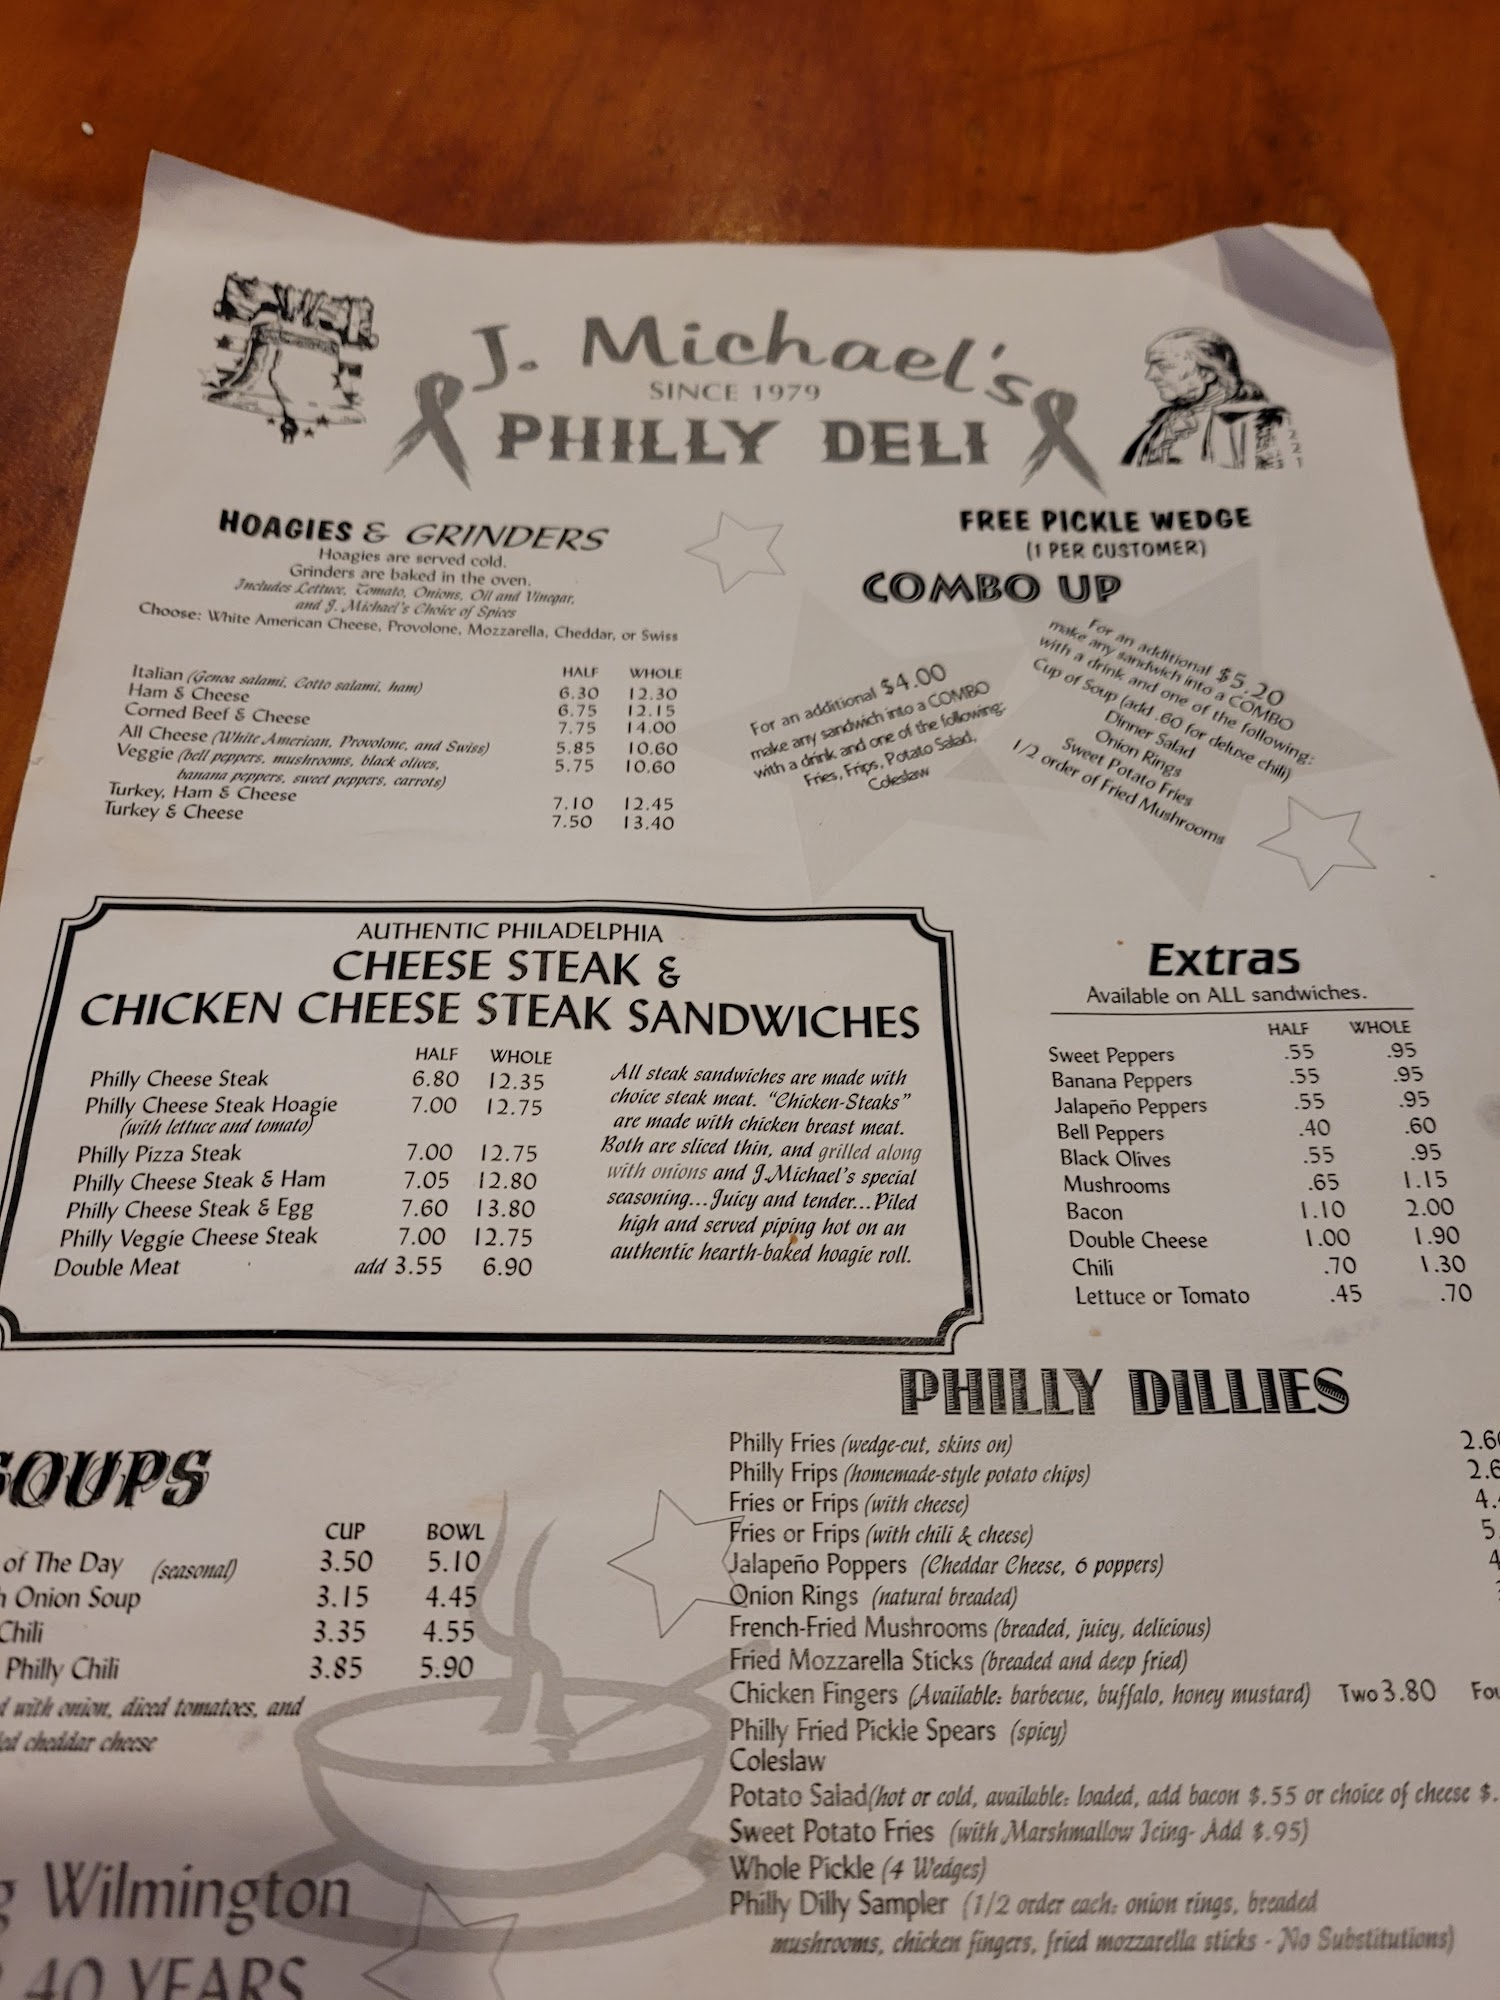 J. Michael's
SINCE 1979
PHILLY DELI
HOAGIES & GRINDERS
Hoagies are served cold.
Grinders are baked in the oven.
Includes Lettuce, Tomato, Onions, Oil and Vinegar,
and J. Michael's Choice of Spices
Choose: White American Cheese, Provolone, Mozzarella, Cheddar, or Swiss
HALF WHOLE
Italian (Genoa salami, Cotto salami, ham) 6.30 12.30
Ham & Cheese 6.75 12.15
Corned Beef & Cheese 7.75 14.00
All Cheese (White American, Provolone, and Swiss) 5.85 10.60
Veggie (bell peppers, mushrooms, black olives, 5.75 10.60
banana peppers, sweet peppers, carrots)
Turkey, Ham & Cheese 7.10 12.45
Turkey & Cheese 7.50 13.40
FREE PICKLE WEDGE
(1 PER CUSTOMER)
COMBO UP
For an additional $4.00
make any sandwich into a COMBO
with a drink and one of the following:
Fries, Frips, Potato Salad,
Coleslaw
For an additional $5.20
make any sandwich into a COMBO
with a drink and one of the following:
Cup of Soup (add .60 for deluxe chili)
Dinner Salad
Onion Rings
Sweet Potato Fries
1/2 order of Fried Mushrooms
AUTHENTIC PHILADELPHIA
CHEESE STEAK &
CHICKEN CHEESE STEAK SANDWICHES
HALF WHOLE
Philly Cheese Steak 6.80 12.35
Philly Cheese Steak Hoagie 7.00 12.75
(with lettuce and tomato)
Philly Pizza Steak 7.00 12.75
Philly Cheese Steak & Ham 7.05 12.80
Philly Cheese Steak & Egg 7.60 13.80
Philly Veggie Cheese Steak 7.00 12.75
Double Meat add 3.55 6.90
All steak sandwiches are made with
choice steak meat. "Chicken-Steaks"
are made with chicken breast meat.
Both are sliced thin, and grilled along
with onions and J.Michael's special
seasoning...Juicy and tender...Piled
high and served piping hot on an
authentic hearth-baked hoagie roll.
Extras
Available on ALL sandwiches.
HALF WHOLE
Sweet Peppers .55 .95
Banana Peppers .55 .95
Jalapeño Peppers .55 .95
Bell Peppers .40 .60
Black Olives .55 .95
Mushrooms .65 1.15
Bacon 1.10 2.00
Double Cheese 1.00 1.90
Chili .70 1.30
Lettuce or Tomato .45 .70
SOUPS
CUP BOWL
of The Day (seasonal) 3.50 5.10
Onion Soup 3.15 4.45
Chili 3.35 4.55
Philly Chili 3.85 5.90
with onion, diced tomatoes, and
cheddar cheese
Wilmington
40 YEARS
PHILLY DILLIES
Philly Fries (wedge-cut, skins on) 2.6
Philly Frips (homemade-style potato chips) 2.6
Fries or Frips (with cheese) 4.
Fries or Frips (with chili & cheese) 5
Jalapeño Poppers (Cheddar Cheese, 6 poppers) 4
Onion Rings (natural breaded)
French-Fried Mushrooms (breaded, juicy, delicious)
Fried Mozzarella Sticks (breaded and deep fried)
Chicken Fingers (Available: barbecue, buffalo, honey mustard) Two 3.80 Fou
Philly Fried Pickle Spears (spicy)
Coleslaw
Potato Salad(hot or cold, available: loaded, add bacon $.55 or choice of cheese $.
Sweet Potato Fries (with Marshmallow Icing- Add $.95)
Whole Pickle (4 Wedges)
Philly Dilly Sampler (1/2 order each: onion rings, breaded
mushrooms, chicken fingers, fried mozzarella sticks - No Substitutions)